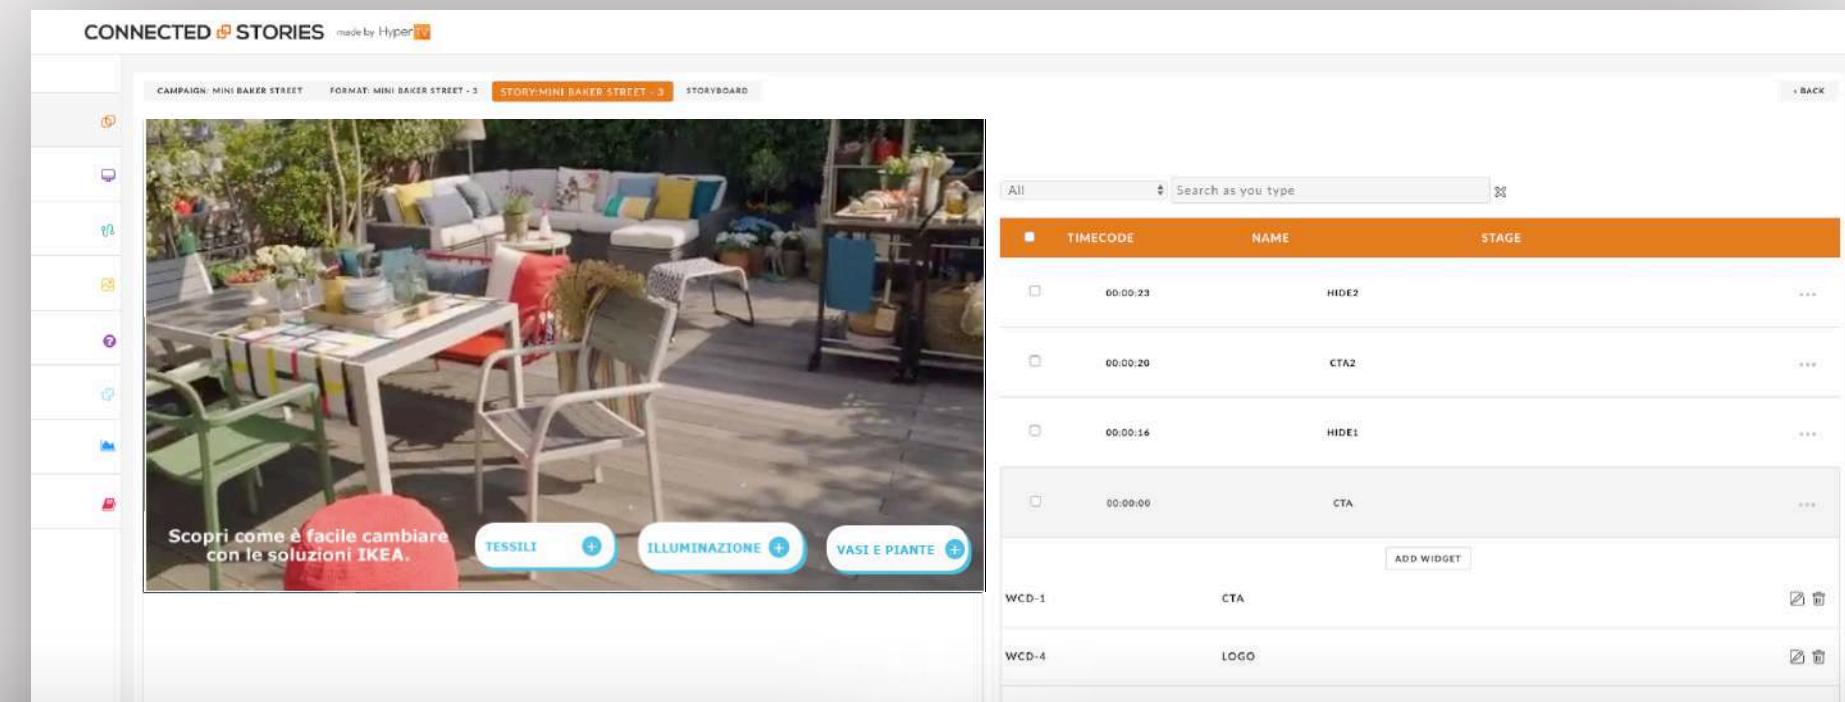 CONNECTED STORIES made by HyperTV
CAMPAIGN: MINI BAKER STREET FORMAT: MINI BAKER STREET - 3 STORY:MINI BAKER STREET - 3 STORYBOARD ‹ BACK
All Search as you type
TIMECODE NAME STAGE
00:00:23 HIDE2
00:00:20 CTA2
00:00:16 HIDE1
00:00:00 CTA
Scopri come è facile cambiare
con le soluzioni IKEA.
TESSILI +
ILLUMINAZIONE +
VASI E PIANTE +
ADD WIDGET
WCD-1 CTA
WCD-4 LOGO